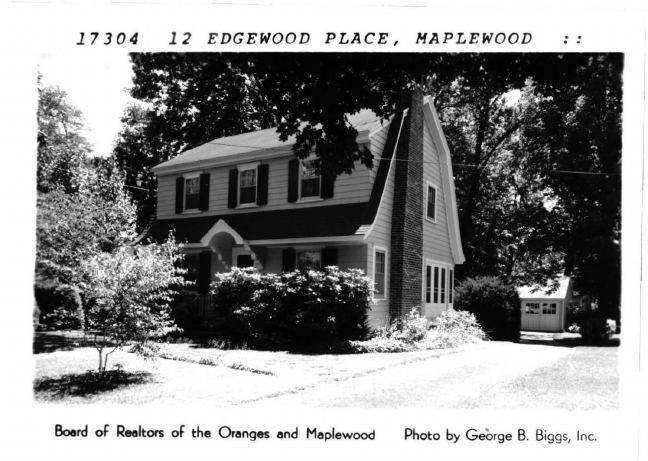 17304 12 EDGEWOOD PLACE, MAPLEWOOD ::
Board of Realtors of the Oranges and Maplewood Photo by George B. Biggs, Inc.